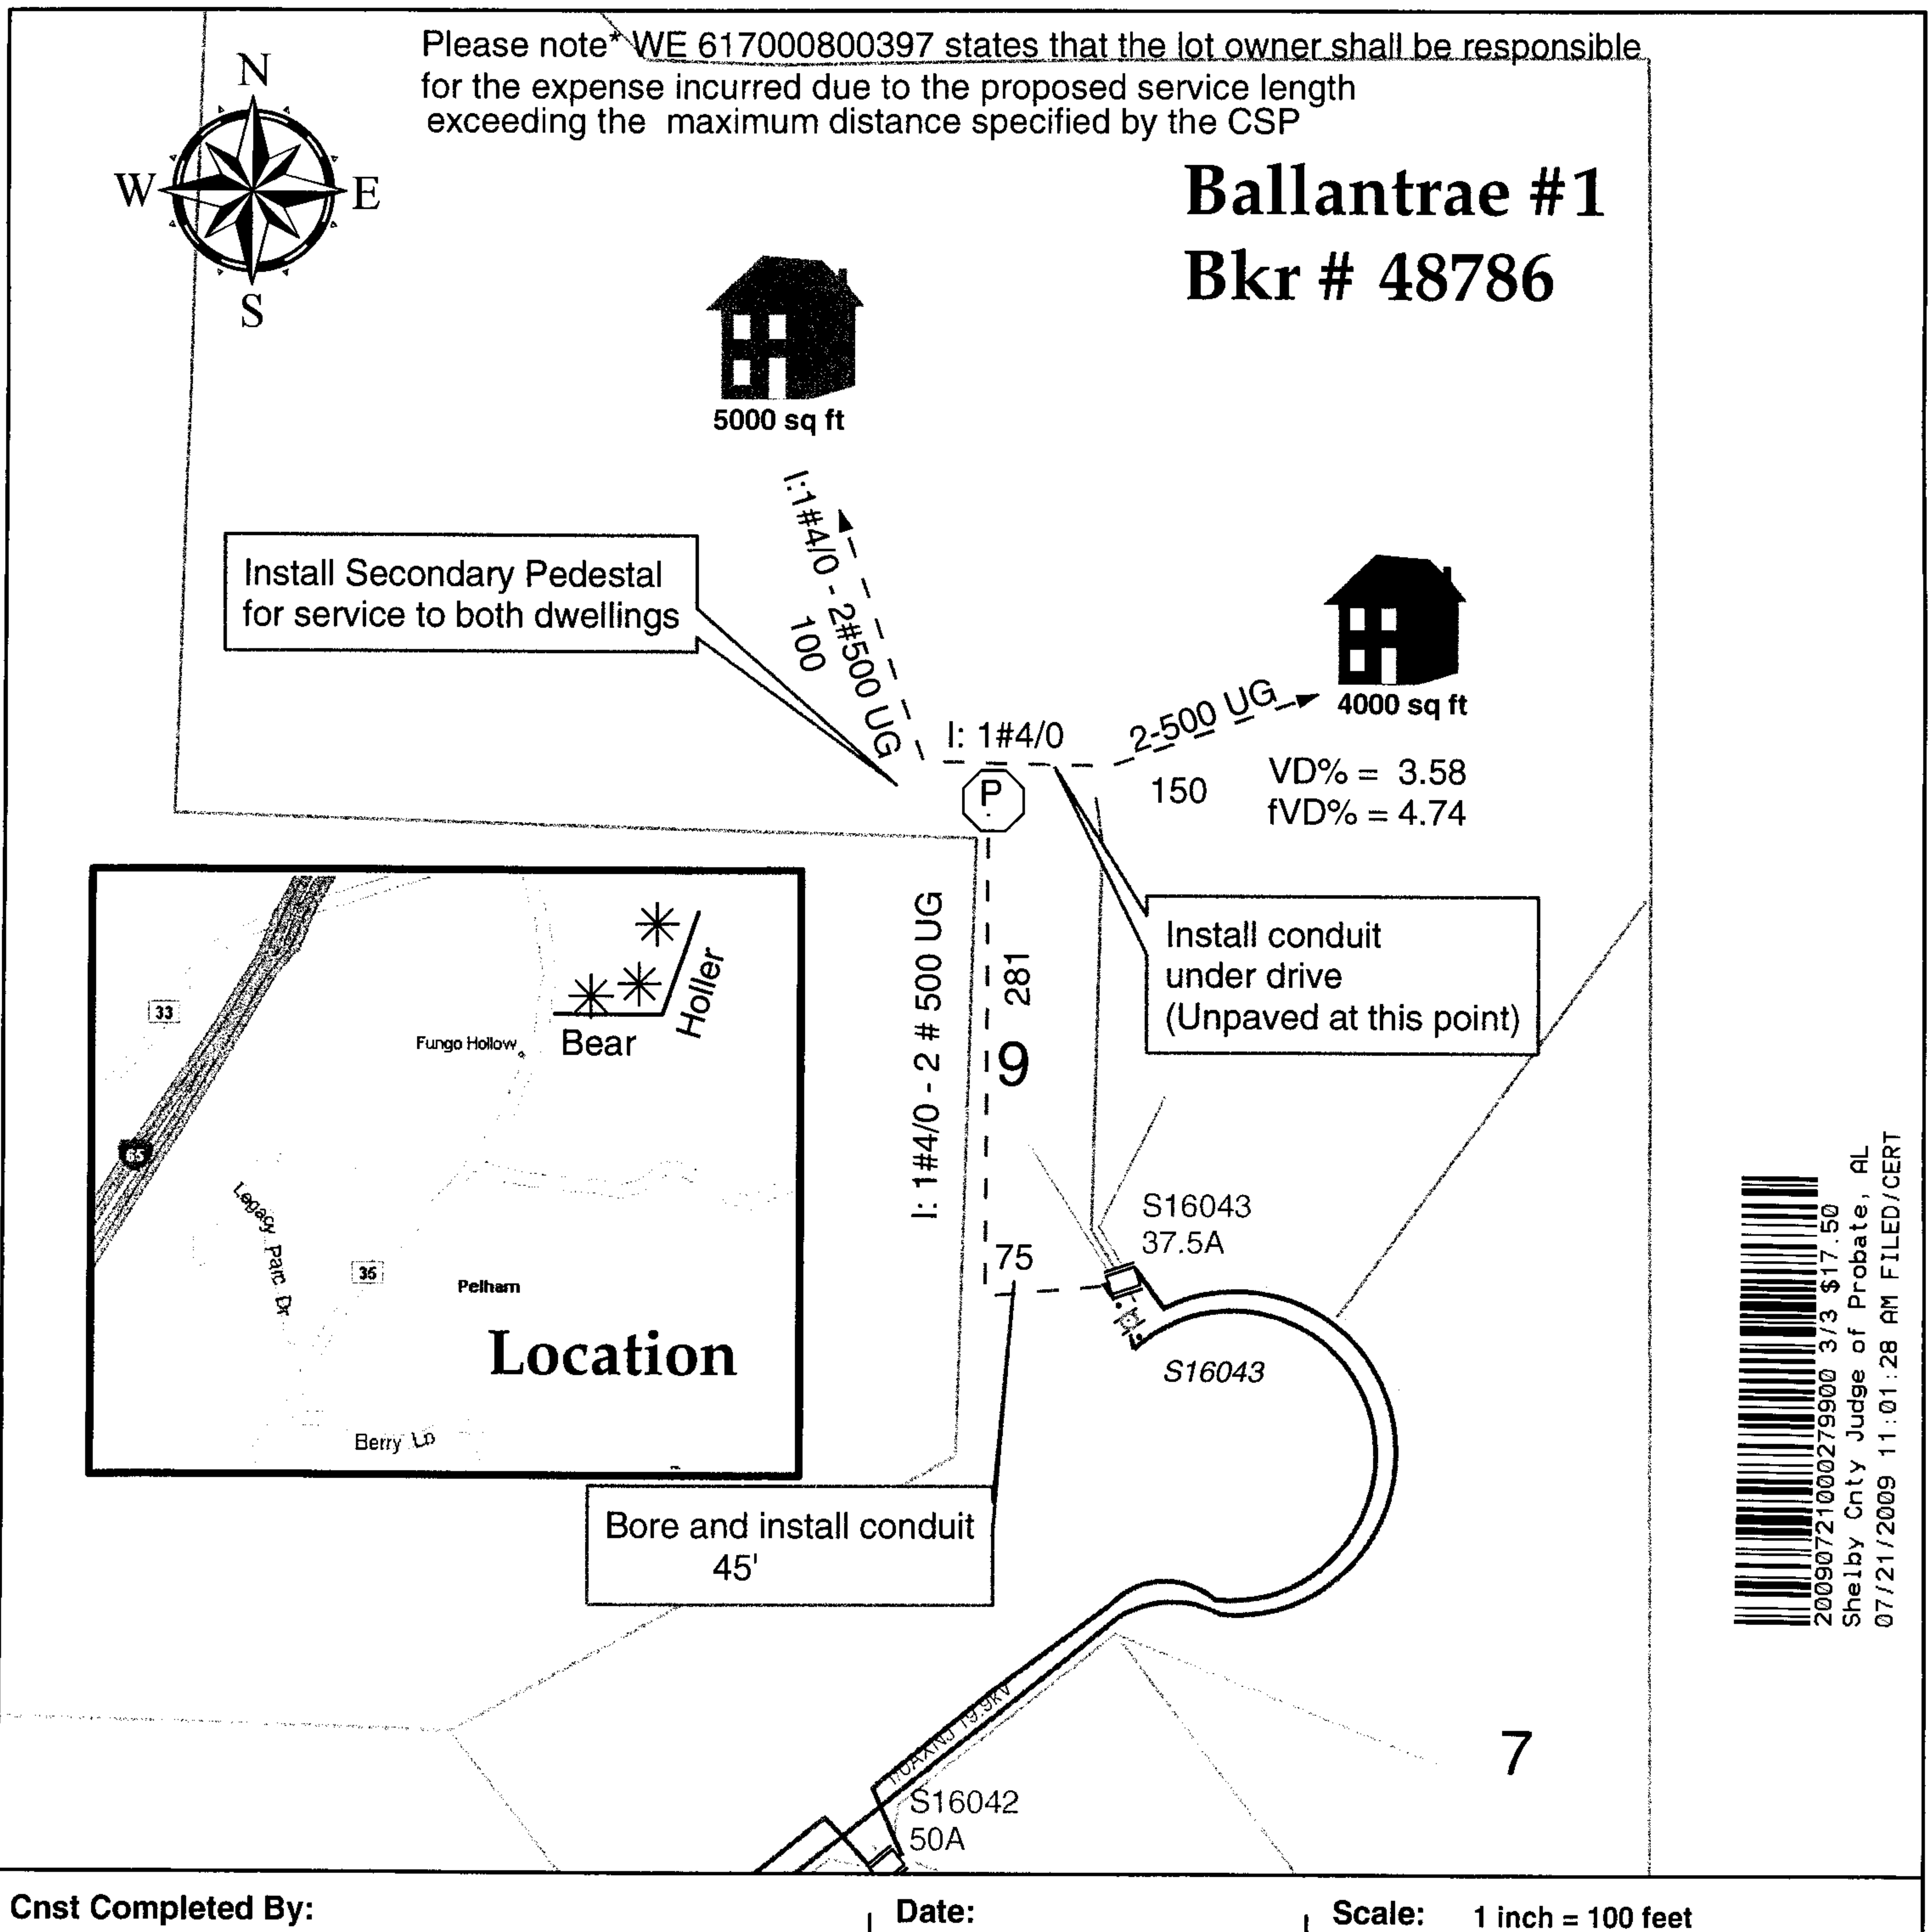 Please note* WE 617000800397 states that the lot owner shall be responsible
for the expense incurred due to the proposed service length
exceeding the maximum distance specified by the CSP
N
W
E
S
Ballantrae #1
Bkr # 48786
5000 sq ft
I:1#4/0 - 2#500 UG
100
Install Secondary Pedestal
for service to both dwellings
4000 sq ft
I: 1#4/0
2-500 UG
150
VD% = 3.58
fVD% = 4.74
P
I: 1#4/0 - 2 # 500 UG
281
9
75
Install conduit
under drive
(Unpaved at this point)
33
Fungo Hollow
Bear
Holler
65
Legacy Parc Dr
35
Pelham
Location
Berry Ln
S16043
37.5A
S16043
Bore and install conduit
45'
1/0AXNJ 19.9kV
7
S16042
50A
20090721000279900 3/3 $17.50
Shelby Cnty Judge of Probate, AL
07/21/2009 11:01:28 AM FILED/CERT
Cnst Completed By:
Date:
Scale: 1 inch = 100 feet